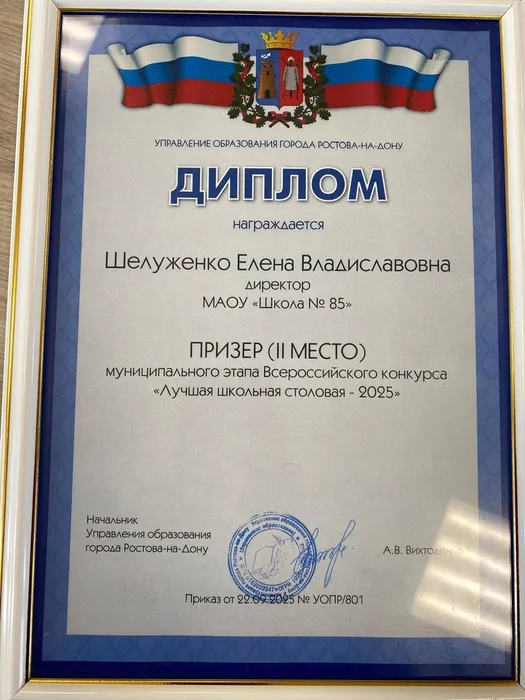 УПРАВЛЕНИЕ ОБРАЗОВАНИЯ ГОРОДА РОСТОВА-НА-ДОНУ
ДИПЛОМ
награждается
Шелуженко Елена Владиславовна
директор
МАОУ «Школа № 85»
ПРИЗЕР (II МЕСТО)
муниципального этапа Всероссийского конкурса
«Лучшая школьная столовая - 2025»
Начальник
Управления образования
города Ростова-на-Дону
А.В. Вихтоденко
Приказ от 22.09.2025 № УОПР/801